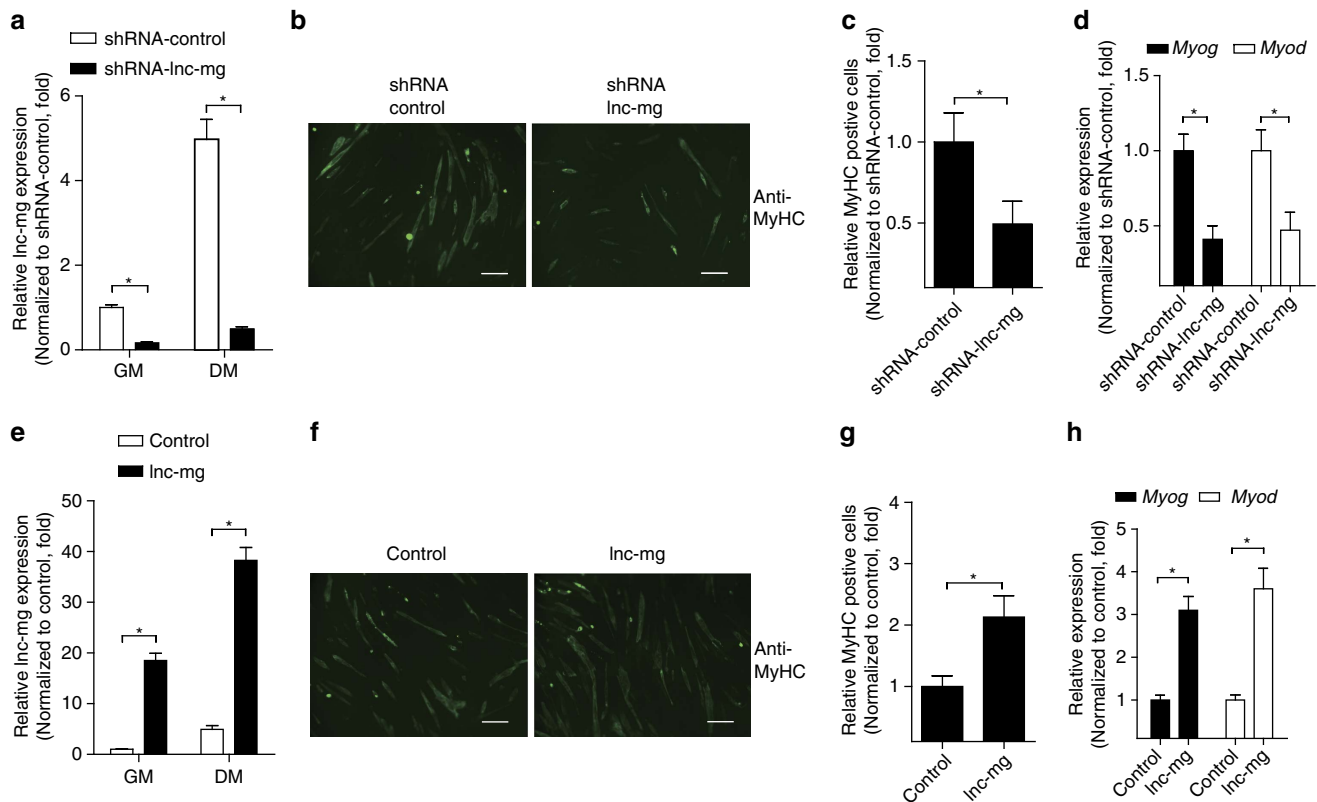 a
shRNA-control
shRNA-lnc-mg
Relative lnc-mg expression
(Normalized to shRNA-control, fold)
6
4
2
0
*
*
GM
DM
b
shRNA
control
shRNA
lnc-mg
Anti-
MyHC
c
Relative MyHC postive cells
(Normalized to shRNA-control, fold)
1.5
1.0
0.5
*
shRNA-control
shRNA-lnc-mg
d
Myog
Myod
Relative expression
(Normalized to shRNA-control, fold)
1.5
1.0
0.5
*
*
shRNA-control
shRNA-lnc-mg
shRNA-control
shRNA-lnc-mg
e
Control
lnc-mg
Relative lnc-mg expression
(Normalized to control, fold)
50
40
30
20
10
0
*
*
GM
DM
f
Control
lnc-mg
Anti-
MyHC
g
Relative MyHC postive cells
(Normalized to control, fold)
4
3
2
1
*
Control
lnc-mg
h
Myog
Myod
Relative expression
(Normalized to control, fold)
5
4
3
2
1
*
*
Control
lnc-mg
Control
lnc-mg